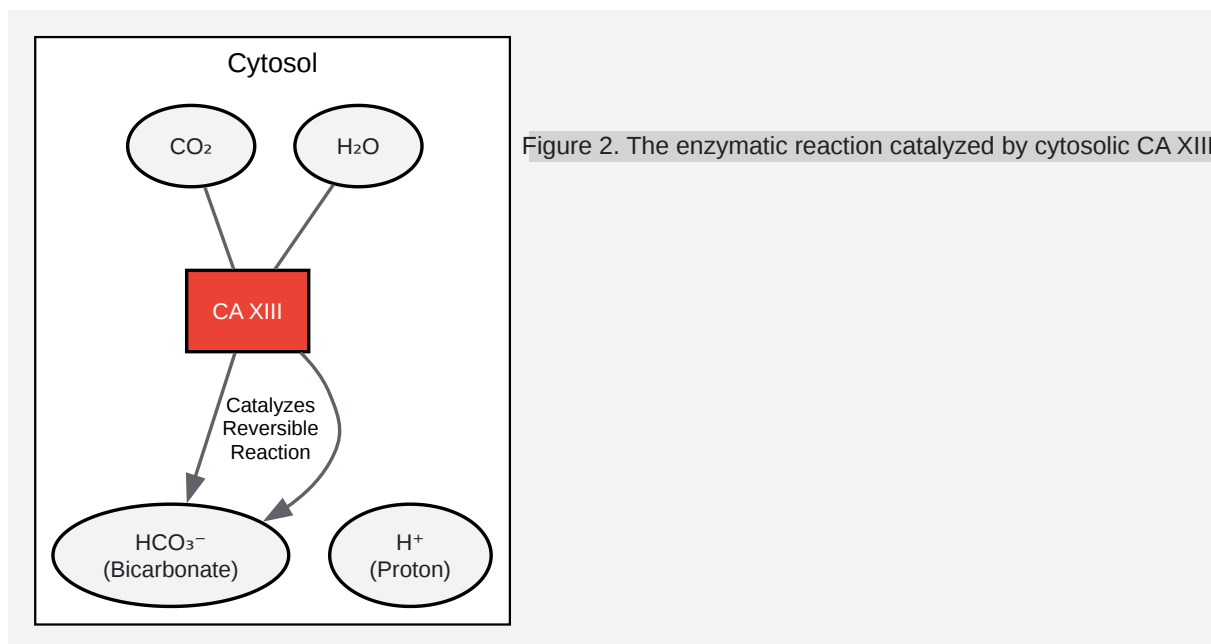 Cytosol
CO₂
H₂O
Figure 2. The enzymatic reaction catalyzed by cytosolic CA XIII
CA XIII
Catalyzes
Reversible
Reaction
HCO₃⁻
(Bicarbonate)
H⁺
(Proton)